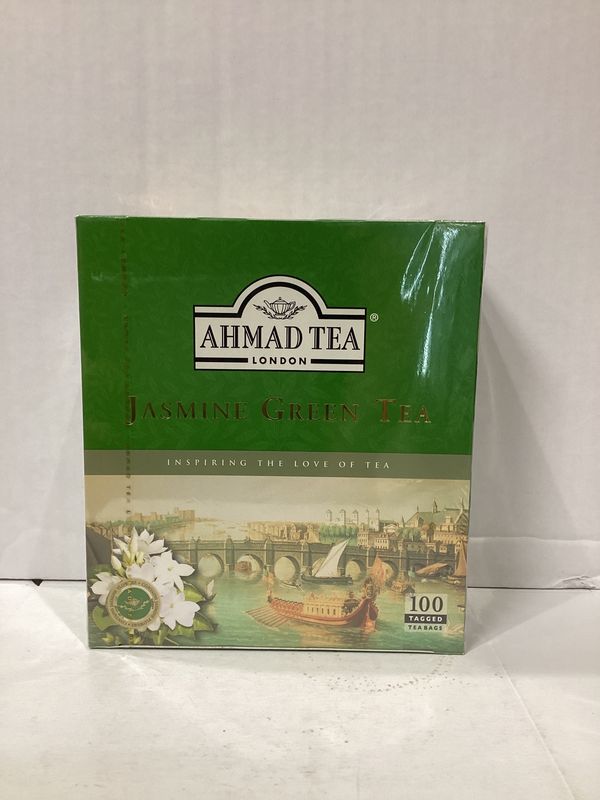 AHMAD TEA®
LONDON
JASMINE GREEN TEA
INSPIRING THE LOVE OF TEA
100
TAGGED
TEABAGS